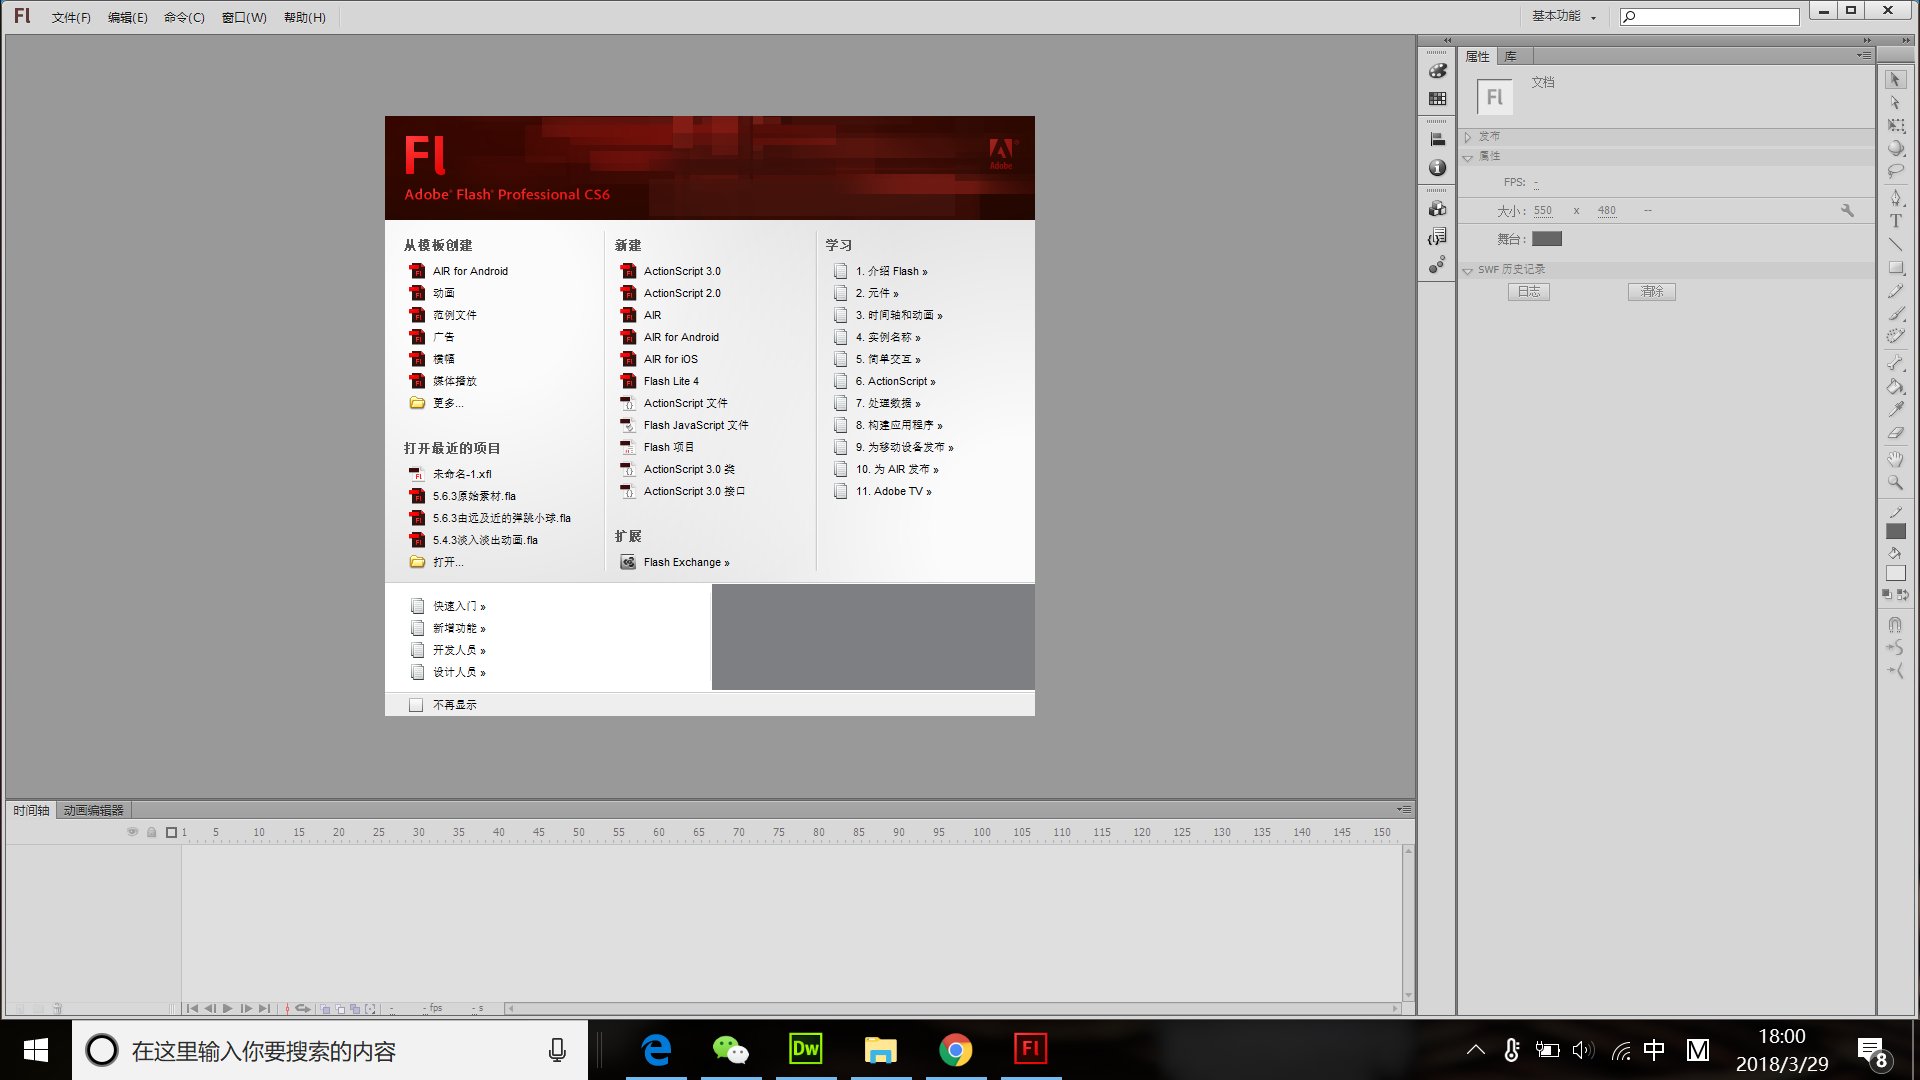 Fl 文件(F) 编辑(E) 命令(C) 窗口(W) 帮助(H) 基本功能
属性 库
Fl 文档
发布
属性
FPS: -
大小: 550 x 480 --
舞台:
SWF 历史记录
日志 清除
Fl
Adobe® Flash® Professional CS6
Adobe
从模板创建
AIR for Android
动画
范例文件
广告
横幅
媒体播放
更多...
打开最近的项目
未命名-1.xfl
5.6.3原始素材.fla
5.6.3由远及近的弹跳小球.fla
5.4.3淡入淡出动画.fla
打开...
新建
ActionScript 3.0
ActionScript 2.0
AIR
AIR for Android
AIR for iOS
Flash Lite 4
ActionScript 文件
Flash JavaScript 文件
Flash 项目
ActionScript 3.0 类
ActionScript 3.0 接口
扩展
Flash Exchange »
学习
1. 介绍 Flash »
2. 元件 »
3. 时间轴和动画 »
4. 实例名称 »
5. 简单交互 »
6. ActionScript »
7. 处理数据 »
8. 构建应用程序 »
9. 为移动设备发布 »
10. 为 AIR 发布 »
11. Adobe TV »
快速入门 »
新增功能 »
开发人员 »
设计人员 »
不再显示
时间轴 动画编辑器
1 5 10 15 20 25 30 35 40 45 50 55 60 65 70 75 80 85 90 95 100 105 110 115 120 125 130 135 140 145 150
- - fps - s
在这里输入你要搜索的内容 Dw Fl 中 M 18:00
2018/3/29 8